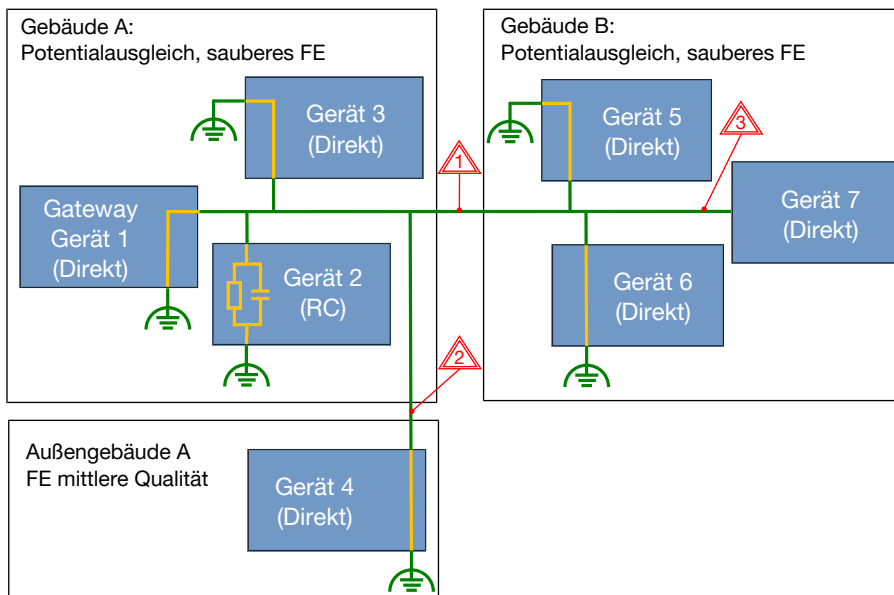 Gebäude A:
Potentialausgleich, sauberes FE
Gerät 3
(Direkt)
Gateway
Gerät 1
(Direkt)
Gerät 2
(RC)
1
2
Gebäude B:
Potentialausgleich, sauberes FE
Gerät 5
(Direkt)
3
Gerät 7
(Direkt)
Gerät 6
(Direkt)
Außengebäude A
FE mittlere Qualität
Gerät 4
(Direkt)